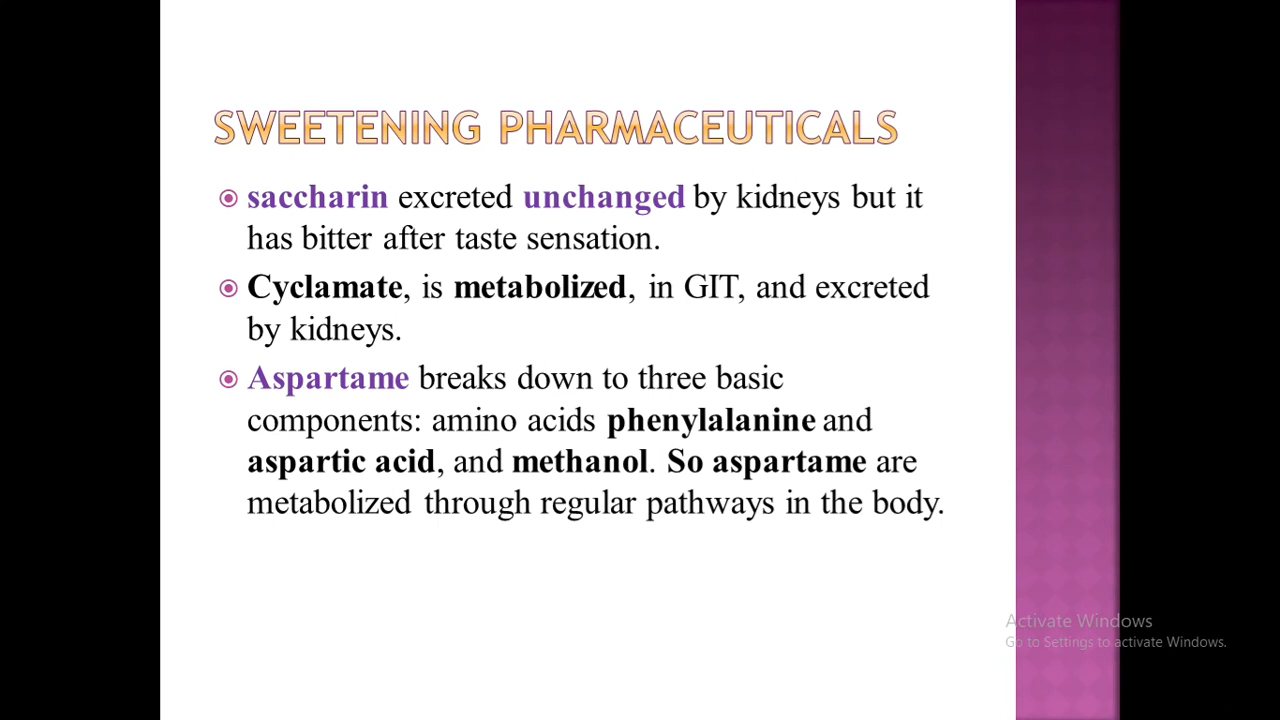 SWEETENING PHARMACEUTICALS
saccharin excreted unchanged by kidneys but it
has bitter after taste sensation.
Cyclamate, is metabolized, in GIT, and excreted
by kidneys.
Aspartame breaks down to three basic
components: amino acids phenylalanine and
aspartic acid, and methanol. So aspartame are
metabolized through regular pathways in the body.
Activate Windows
Go to Settings to activate Windows.